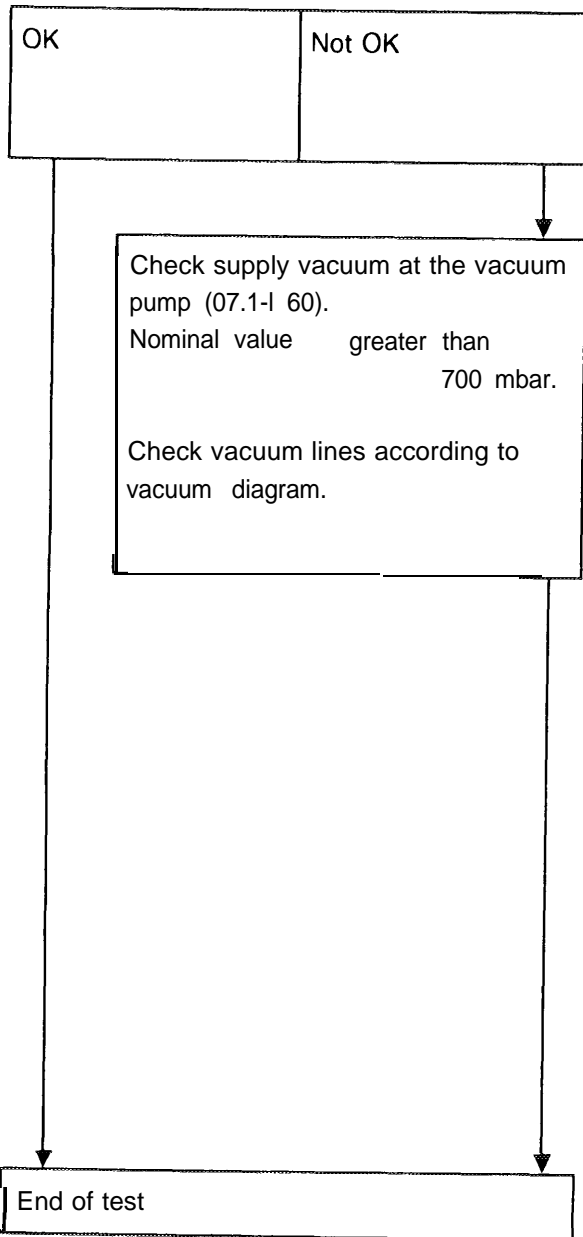 OK
Not OK
Check supply vacuum at the vacuum
pump (07.1-l 60).
Nominal value greater than
700 mbar.
Check vacuum lines according to
vacuum diagram.
End of test